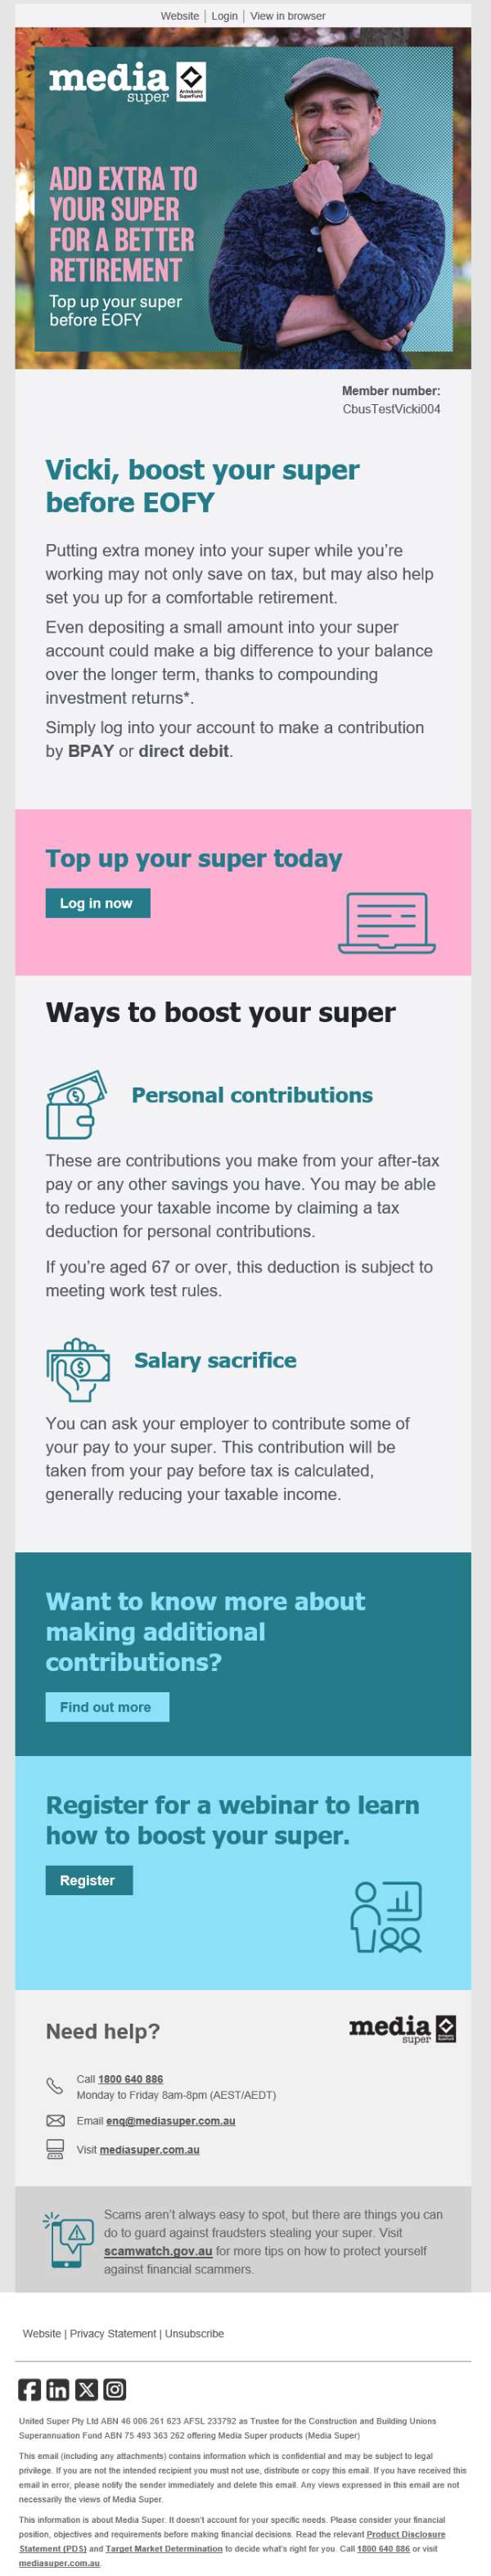 Website | Login | View in browser
media
super
An Industry
SuperFund
ADD EXTRA TO
YOUR SUPER
FOR A BETTER
RETIREMENT
Top up your super
before EOFY
Member number:
CbusTestVicki004
Vicki, boost your super
before EOFY
Putting extra money into your super while you're
working may not only save on tax, but may also help
set you up for a comfortable retirement.
Even depositing a small amount into your super
account could make a big difference to your balance
over the longer term, thanks to compounding
investment returns*.
Simply log into your account to make a contribution
by BPAY or direct debit.
Top up your super today
Log in now
Ways to boost your super
Personal contributions
These are contributions you make from your after-tax
pay or any other savings you have. You may be able
to reduce your taxable income by claiming a tax
deduction for personal contributions.
If you're aged 67 or over, this deduction is subject to
meeting work test rules.
Salary sacrifice
You can ask your employer to contribute some of
your pay to your super. This contribution will be
taken from your pay before tax is calculated,
generally reducing your taxable income.
Want to know more about
making additional
contributions?
Find out more
Register for a webinar to learn
how to boost your super.
Register
Need help?
media
super
Call 1800 640 886
Monday to Friday 8am-8pm (AEST/AEDT)
Email enq@mediasuper.com.au
Visit mediasuper.com.au
Scams aren't always easy to spot, but there are things you can
do to guard against fraudsters stealing your super. Visit
scamwatch.gov.au for more tips on how to protect yourself
against financial scammers.
Website | Privacy Statement | Unsubscribe
United Super Pty Ltd ABN 46 006 261 623 AFSL 233792 as Trustee for the Construction and Building Unions
Superannuation Fund ABN 75 493 363 262 offering Media Super products (Media Super)
This email (including any attachments) contains information which is confidential and may be subject to legal
privilege. If you are not the intended recipient you must not use, distribute or copy this email. If you have received this
email in error, please notify the sender immediately and delete this email. Any views expressed in this email are not
necessarily the views of Media Super.
This information is about Media Super. It doesn't account for your specific needs. Please consider your financial
position, objectives and requirements before making financial decisions. Read the relevant Product Disclosure
Statement (PDS) and Target Market Determination to decide what's right for you. Call 1800 640 886 or visit
mediasuper.com.au.